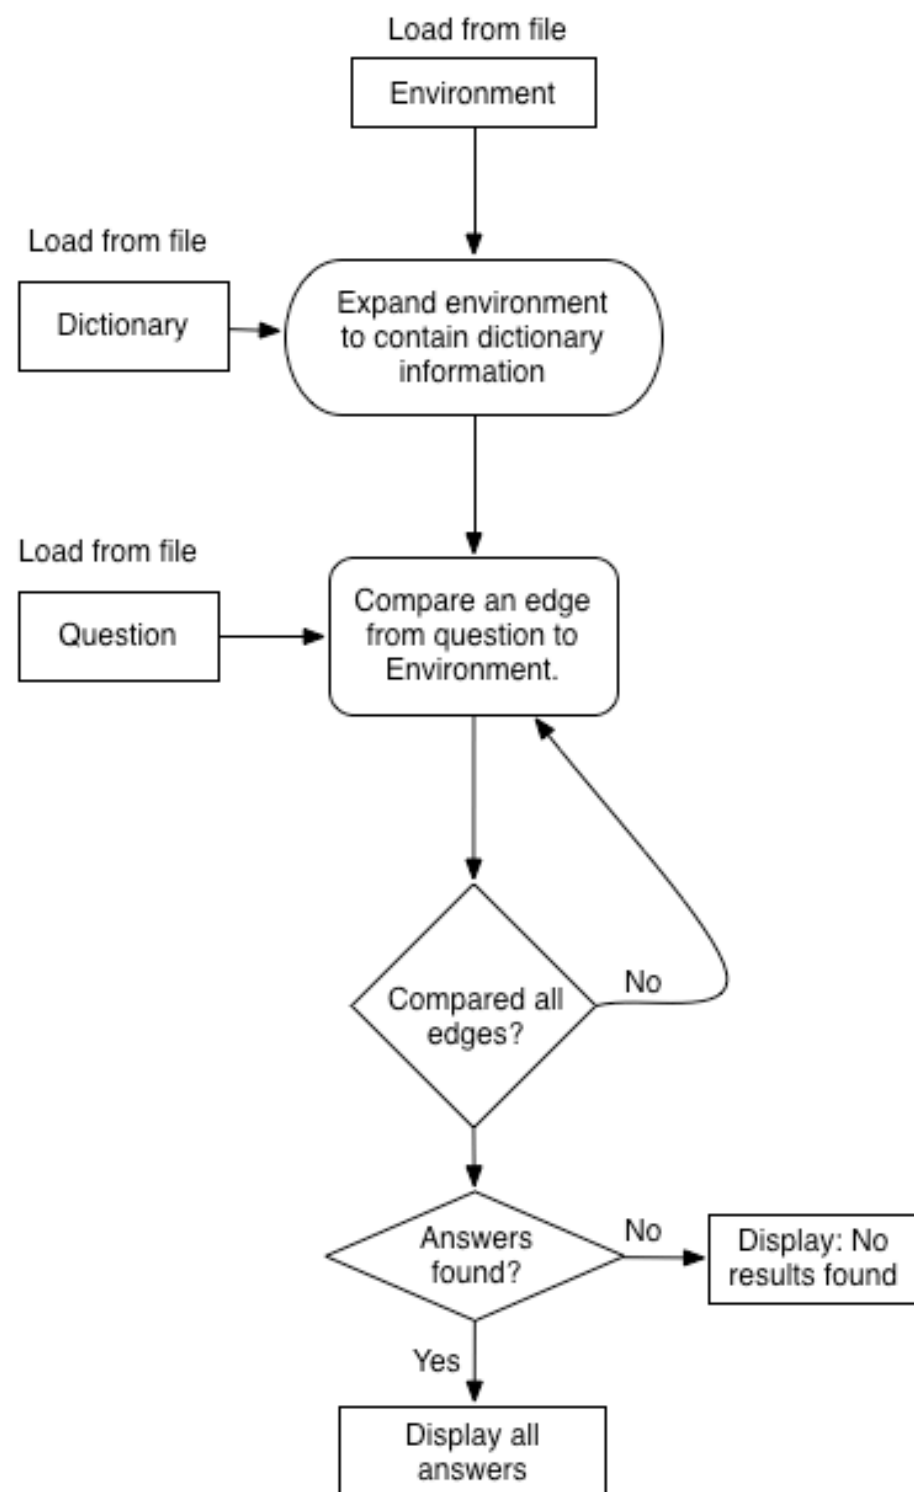 Load from file
Environment
Load from file
Dictionary
Expand environment
to contain dictionary
information
Load from file
Question
Compare an edge
from question to
Environment.
No
Compared all
edges?
Answers
found?
No
Display: No
results found
Yes
Display all
answers